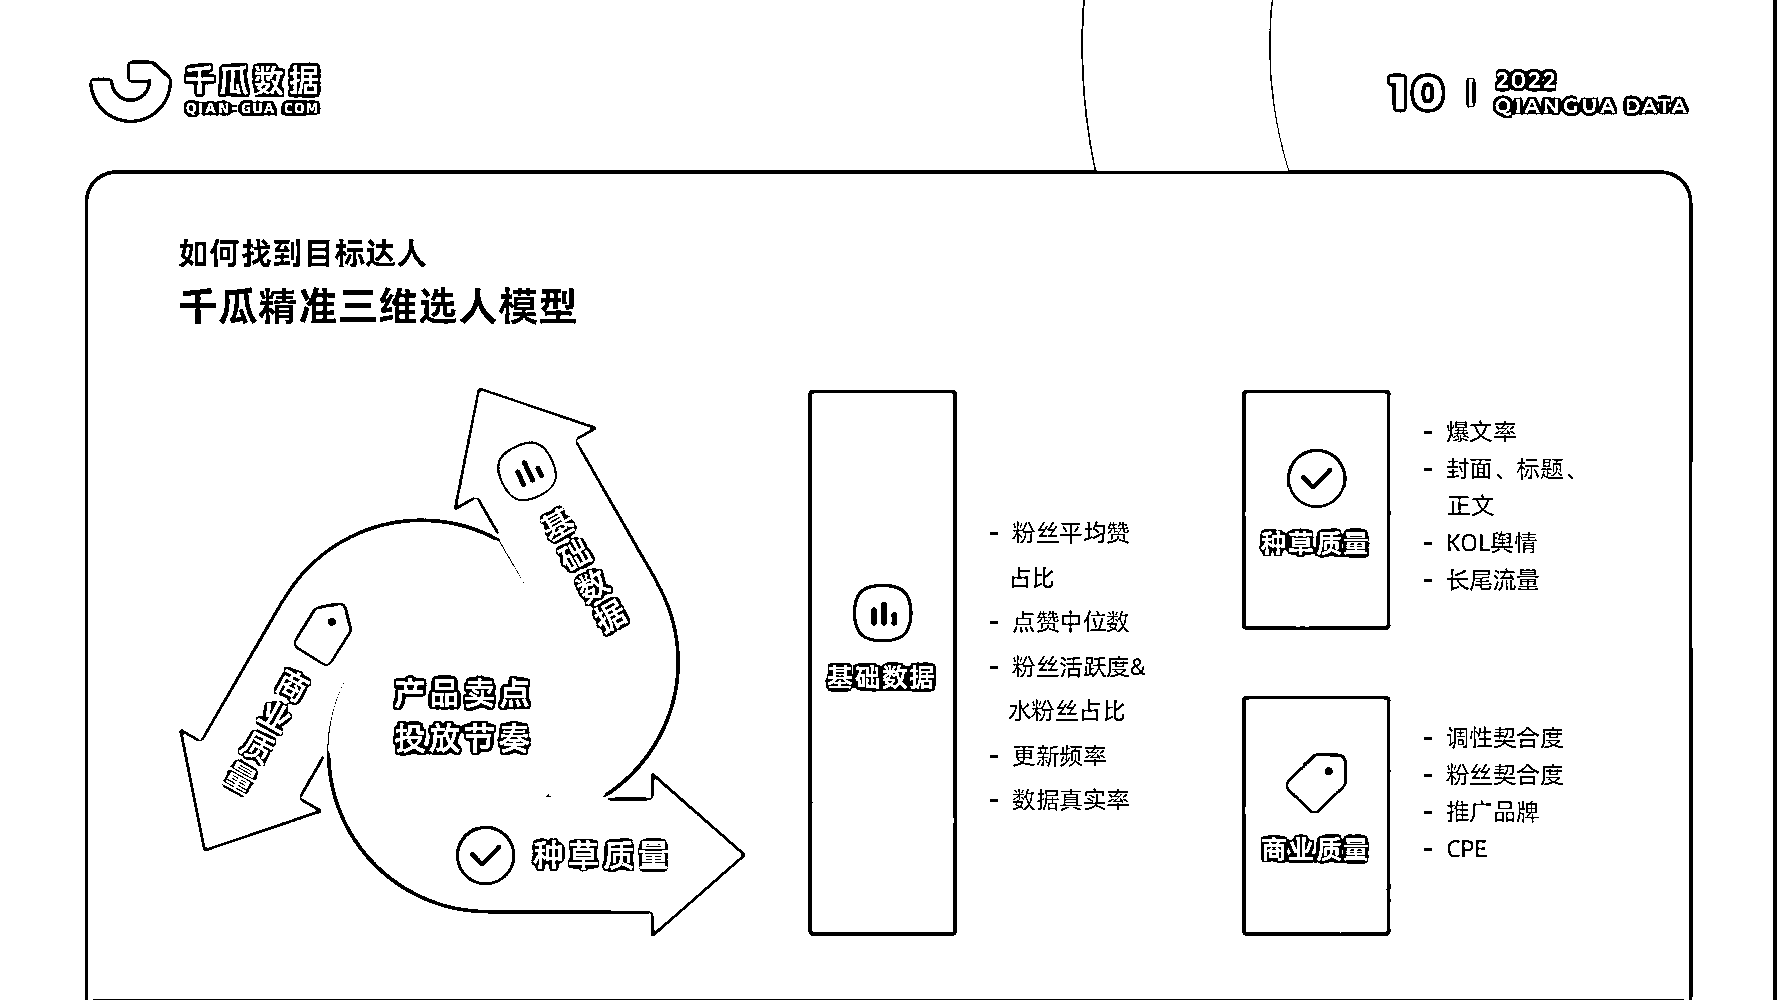 千瓜数据
QIAN-GUA.COM
10
2022
QIANGUA DATA
如何找到目标达人
千瓜精准三维选人模型
基础数据
商业质量
产品卖点
投放节奏
种草质量
基础数据
- 粉丝平均赞
占比
- 点赞中位数
- 粉丝活跃度&
水粉丝占比
- 更新频率
- 数据真实率
种草质量
- 爆文率
- 封面、标题、
正文
- KOL舆情
- 长尾流量
商业质量
- 调性契合度
- 粉丝契合度
- 推广品牌
- CPE